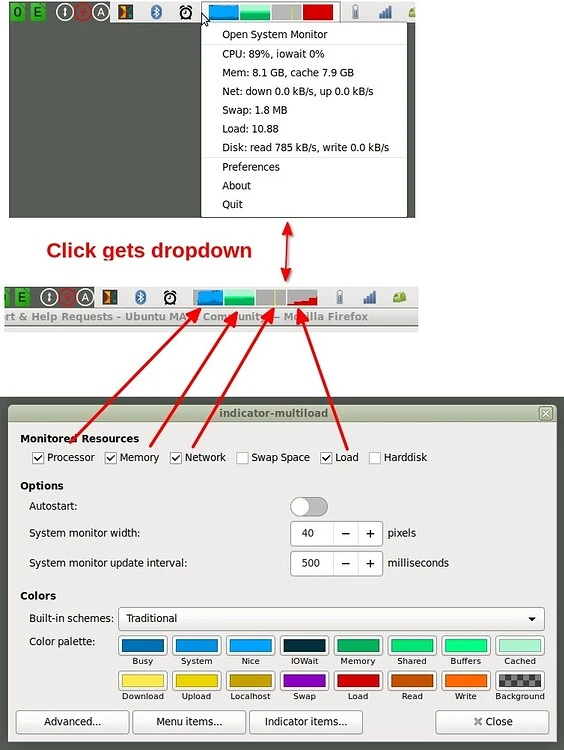 0 E A
Open System Monitor
CPU: 89%, iowait 0%
Mem: 8.1 GB, cache 7.9 GB
Net: down 0.0 kB/s, up 0.0 kB/s
Swap: 1.8 MB
Load: 10.88
Disk: read 785 kB/s, write 0.0 kB/s
Preferences
About
Quit
Click gets dropdown
E A
rt & Help Requests - Ubuntu MA Community — Mozilla Firefox
indicator-multiload
Monitored Resources
Processor Memory Network Swap Space Load Harddisk
Options
Autostart:
System monitor width: 40 − + pixels
System monitor update interval: 500 − + milliseconds
Colors
Built-in schemes: Traditional
Color palette:
Busy System Nice IOWait Memory Shared Buffers Cached
Download Upload Localhost Swap Load Read Write Background
Advanced... Menu items... Indicator items... Close